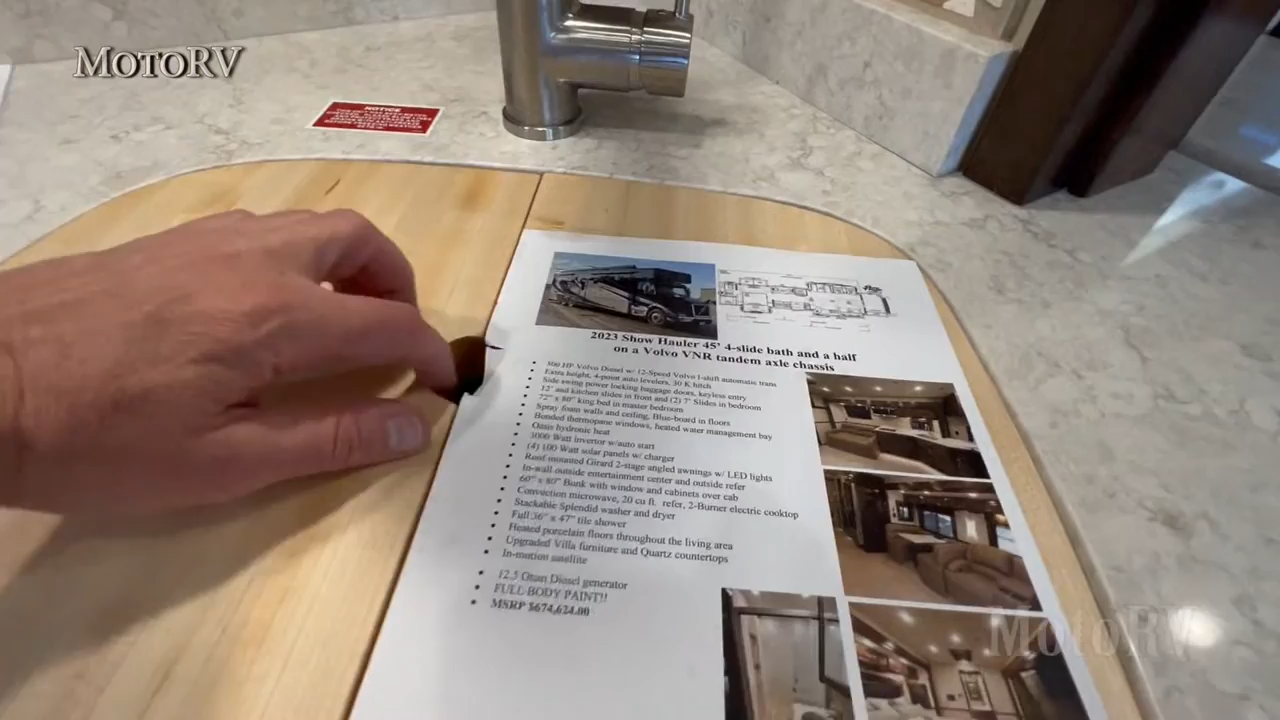 MOTORV
NOTICE
2023 Show Hauler 45' 4-slide bath and a half
on a Volvo VNR tandem axle chassis
• 500 HP Volvo Diesel w/ 12-Speed Volvo I-shift automatic trans
• Extra height, 4-point auto levelers, 30 K hitch
• Side swing power locking baggage doors, keyless entry
• 12' and kitchen slides in front and (2) 7' Slides in bedroom
• 72" x 80" king bed in master bedroom
• Spray foam walls and ceiling, Blue-board in floors
• Bonded thermopane windows, heated water management bay
• Oasis hydronic heat
• 3000 Watt invertor w/auto start
• (4) 100 Watt solar panels w/ charger
• Roof mounted Girard 2-stage angled awnings w/ LED lights
• In-wall outside entertainment center and outside refer
• 60" x 80" Bunk with window and cabinets over cab
• Convection microwave, 20 cu ft. refer, 2-Burner electric cooktop
• Stackable Splendid washer and dryer
• Full 36" x 47" tile shower
• Heated porcelain floors throughout the living area
• Upgraded Villa furniture and Quartz countertops
• In-motion satellite
• 12.5 Onan Diesel generator
• FULL BODY PAINT!!
• MSRP $674,624.00
MotoRV